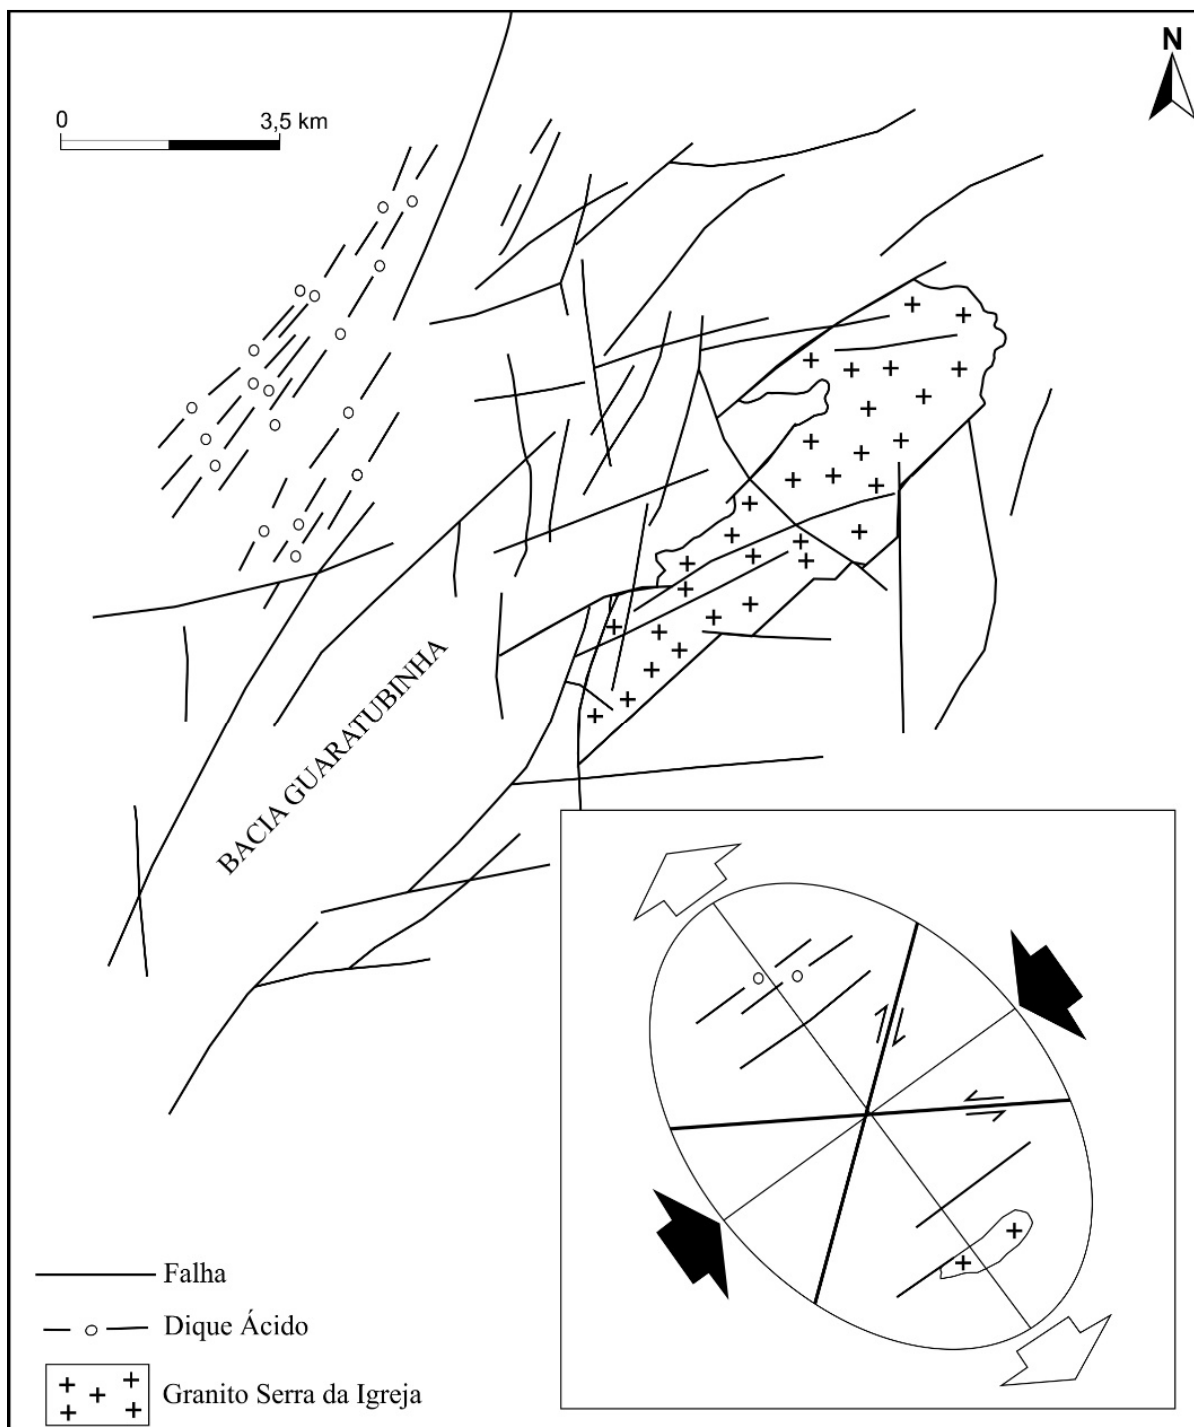 N
0 3,5 km
BACIA GUARATUBINHA
Falha
Dique Ácido
Granito Serra da Igreja